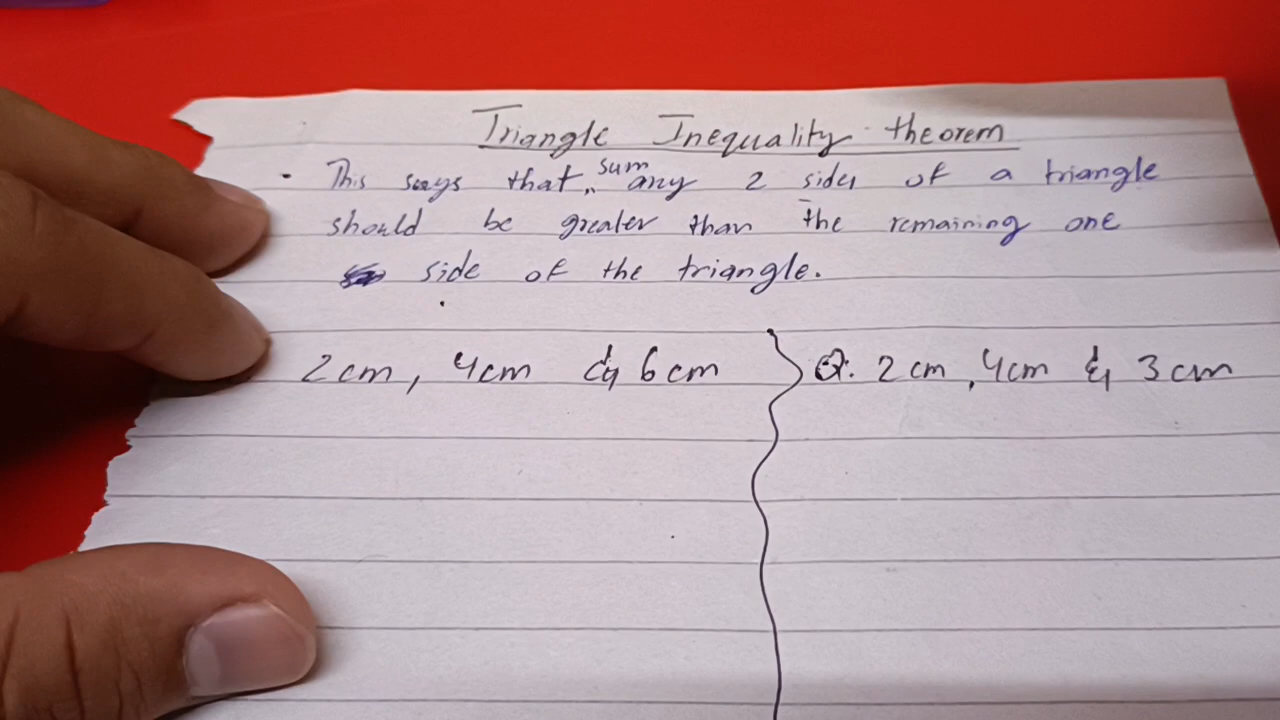 Triangle Inequality theorem
• This says that, sum any 2 sides of a triangle
should be greater than the remaining one
side of the triangle.
2cm, 4cm & 6cm
Q. 2cm, 4cm & 3cm